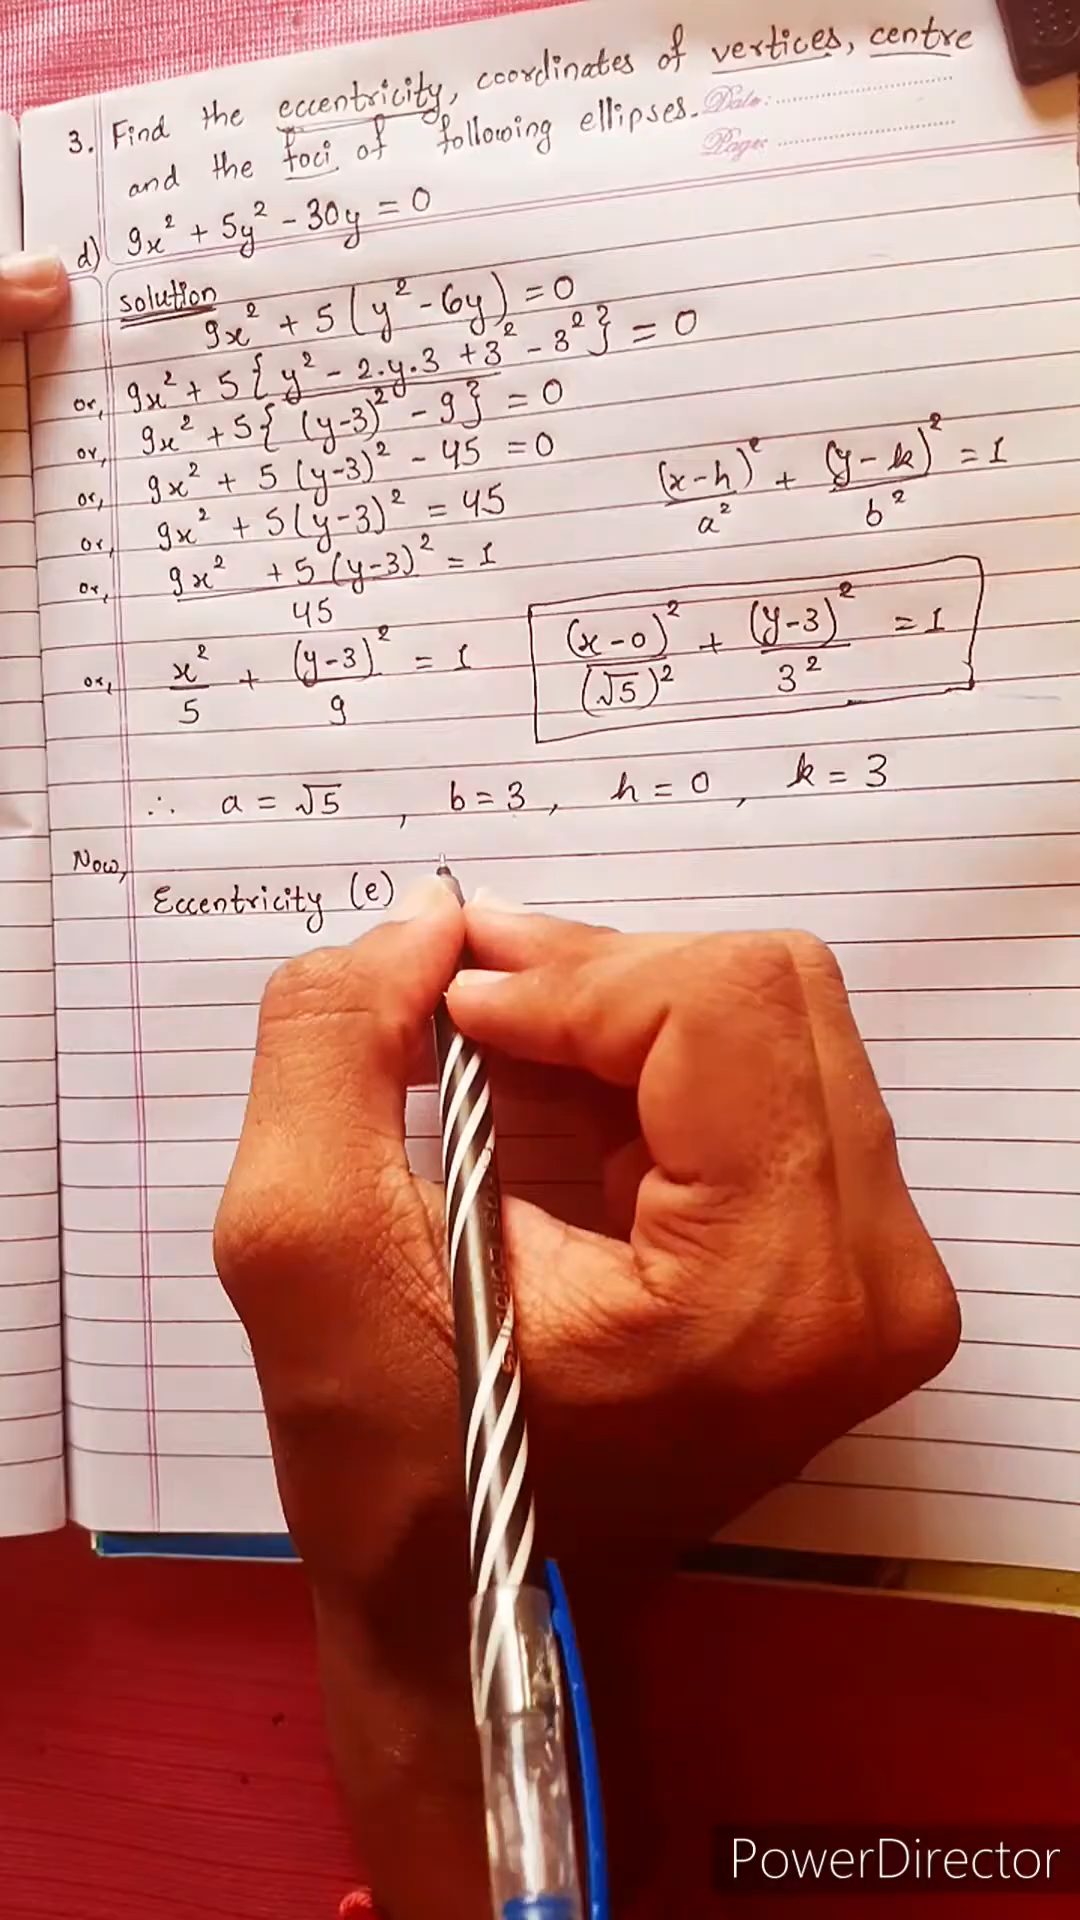 3. Find the eccentricity, coordinates of vertices, centre
and the foci of following ellipses.
Date:
Page:
d) 9x² + 5y² - 30y = 0
solution
9x² + 5(y² - 6y) = 0
or, 9x² + 5{y² - 2.y.3 + 3² - 3²} = 0
or, 9x² + 5{(y-3)² - 9} = 0
or, 9x² + 5(y-3)² - 45 = 0
or, 9x² + 5(y-3)² = 45
or, 9x² + 5(y-3)² = 1
45
or, x²/5 + (y-3)²/9 = 1
(x-h)²/a² + (y-k)²/b² = 1
(x-0)²/(√5)² + (y-3)²/3² = 1
∴ a = √5, b = 3, h = 0, k = 3
Now,
Eccentricity (e)
PowerDirector